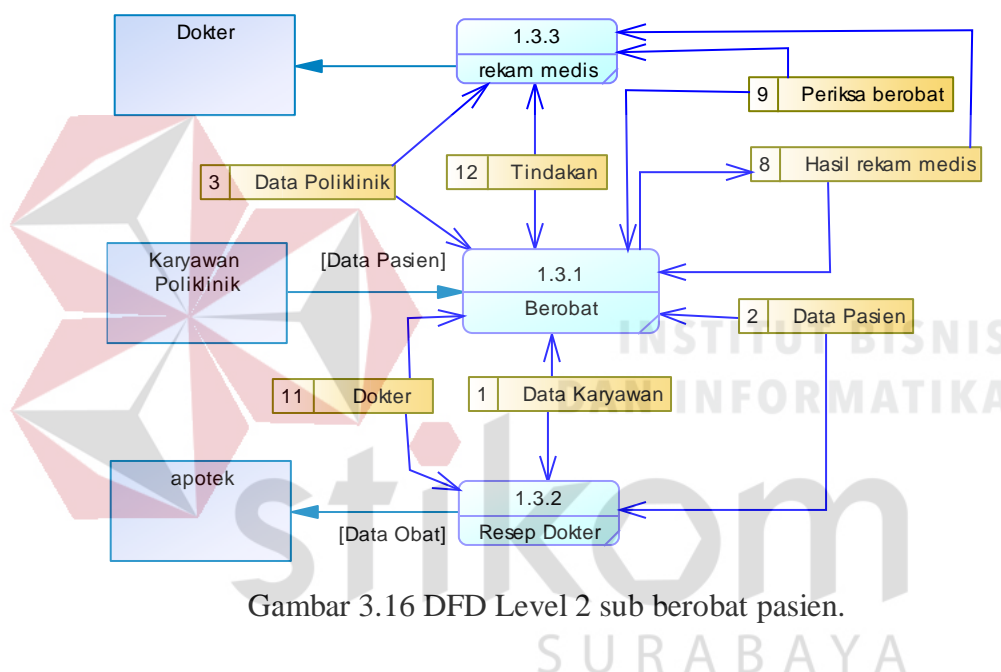 Dokter
1.3.3
rekam medis
9 Periksa berobat
3 Data Poliklinik
12 Tindakan
8 Hasil rekam medis
Karyawan
Poliklinik
[Data Pasien]
1.3.1
Berobat
2 Data Pasien
INSTITUT BISNIS
DAN INFORMATIKA
11 Dokter
1 Data Karyawan
apotek
[Data Obat]
1.3.2
Resep Dokter
stikom
Gambar 3.16 DFD Level 2 sub berobat pasien.
SURABAYA